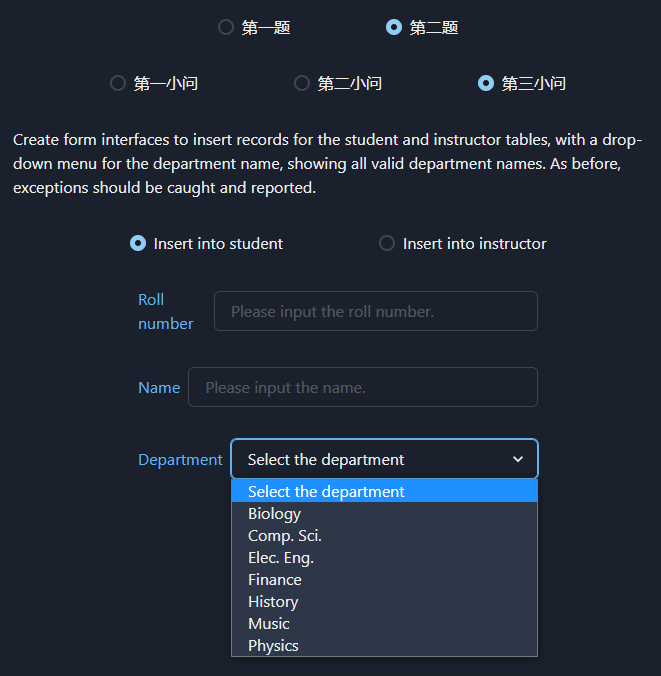 第一题 第二题
第一小问 第二小问 第三小问
Create form interfaces to insert records for the student and instructor tables, with a drop-
down menu for the department name, showing all valid department names. As before,
exceptions should be caught and reported.
Insert into student Insert into instructor
Roll
number
Please input the roll number.
Name Please input the name.
Department Select the department
Select the department
Biology
Comp. Sci.
Elec. Eng.
Finance
History
Music
Physics